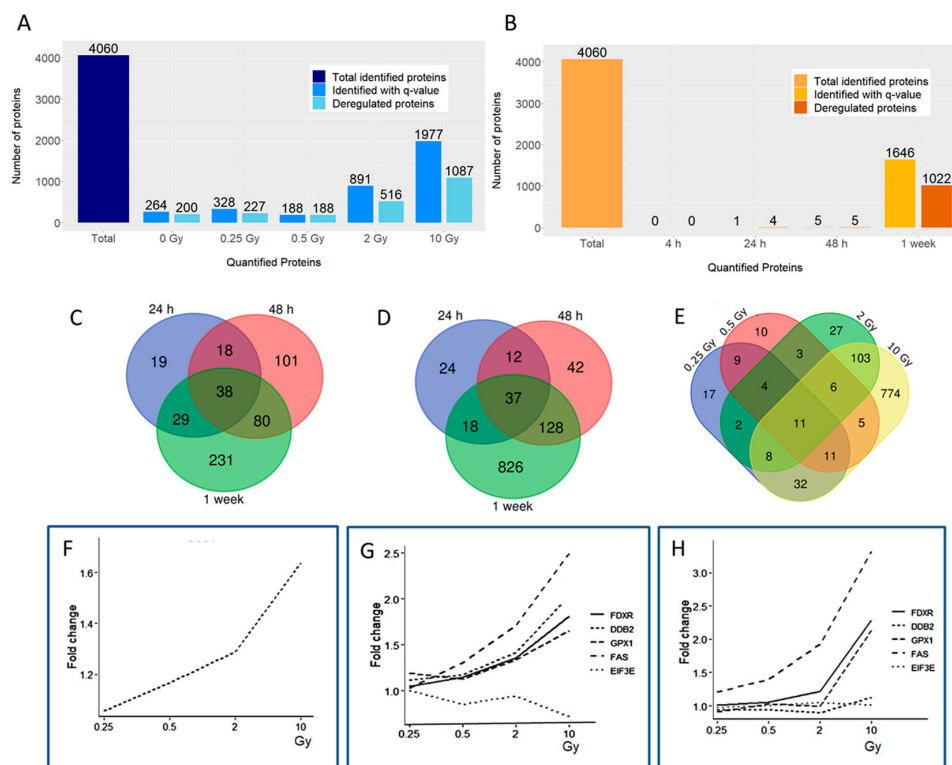 A
4060
4000
3000
2000
1000
0
Number of proteins
Total identified proteins
Identified with q-value
Deregulated proteins
264 200
328 227
188 188
891 516
1977 1087
Total 0 Gy 0.25 Gy 0.5 Gy 2 Gy 10 Gy
Quantified Proteins
B
4060
4000
3000
2000
1000
0
Number of proteins
Total identified proteins
Identified with q-value
Deregulated proteins
0 0
1 4
5 5
1646 1022
Total 4 h 24 h 48 h 1 week
Quantified Proteins
C
24 h 48 h
19 18 101
38
29 80
231
1 week
D
24 h 48 h
24 12 42
37
18 128
826
1 week
E
0.25 Gy 0.5 Gy 2 Gy 10 Gy
10 27
9 3 103
17 4 6 774
2 11 5
8 11
32
F
1.6
1.4
1.2
Fold change
0.25 0.5 2 10
Gy
G
2.5
2.0
1.5
1.0
Fold change
FDXR
DDB2
GPX1
FAS
EIF3E
0.25 0.5 2 10
Gy
H
3.0
2.5
2.0
1.5
1.0
Fold change
FDXR
DDB2
GPX1
FAS
EIF3E
0.25 0.5 2 10
Gy